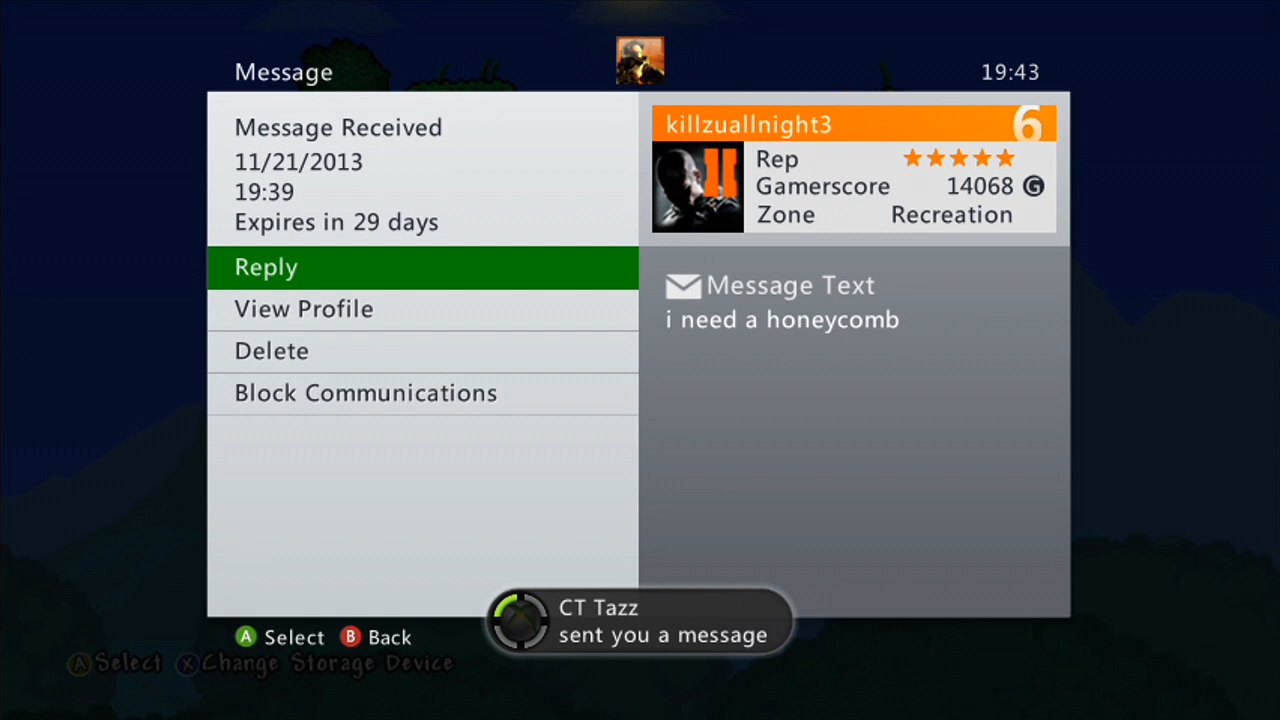 Message
19:43
Message Received
11/21/2013
19:39
Expires in 29 days
Reply
View Profile
Delete
Block Communications
killzuallnight3 6
Rep
Gamerscore 14068 G
Zone Recreation
Message Text
i need a honeycomb
CT Tazz
sent you a message
A Select B Back
A Select X Change Storage Device